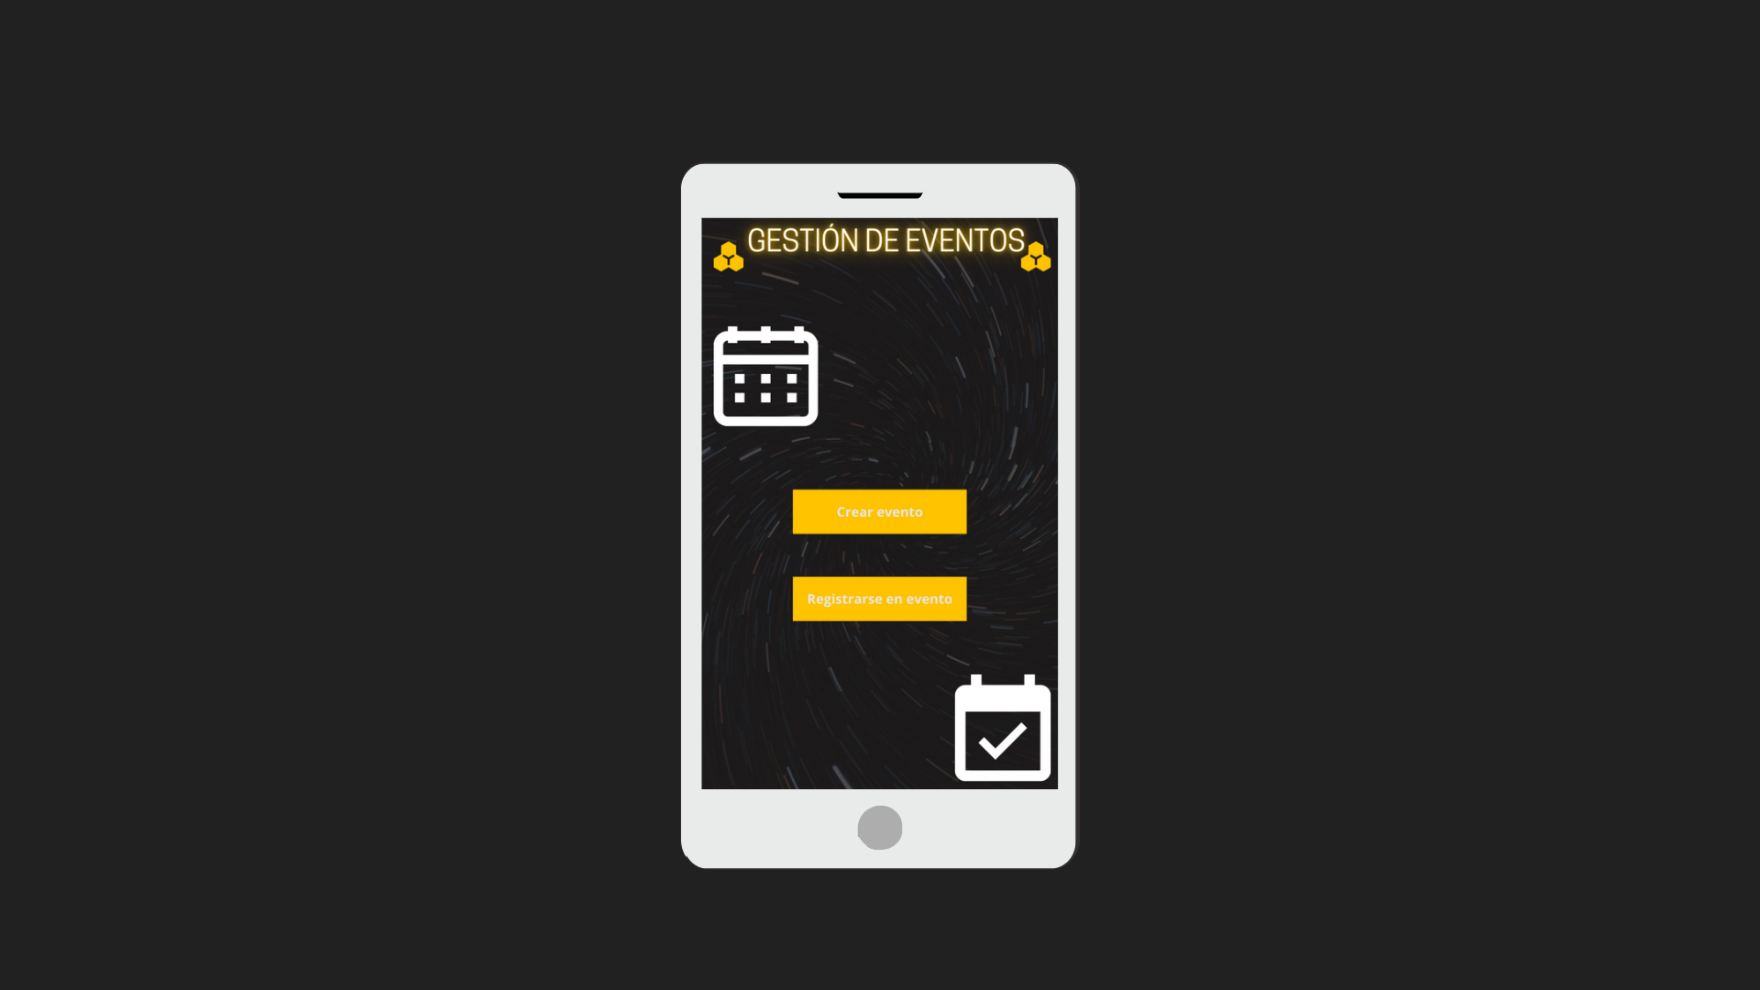 GESTIÓN DE EVENTOS
Crear evento
Registrarse en evento